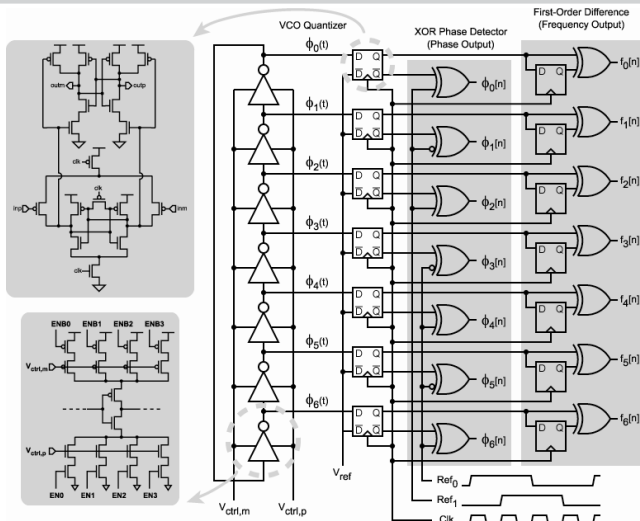 VCO Quantizer
XOR Phase Detector
(Phase Output)
First-Order Difference
(Frequency Output)
outm
outp
clk
clk
inp
inm
clk
ENB0 ENB1 ENB2 ENB3
Vctrl,m
Vctrl,p
EN0 EN1 EN2 EN3
ϕ0(t)
D Q
D Q
ϕ0[n]
D Q
f0[n]
ϕ1(t)
D Q
D Q
ϕ1[n]
D Q
f1[n]
ϕ2(t)
D Q
D Q
ϕ2[n]
D Q
f2[n]
ϕ3(t)
D Q
D Q
ϕ3[n]
D Q
f3[n]
ϕ4(t)
D Q
D Q
ϕ4[n]
D Q
f4[n]
ϕ5(t)
D Q
D Q
ϕ5[n]
D Q
f5[n]
ϕ6(t)
D Q
D Q
ϕ6[n]
D Q
f6[n]
Vctrl,m
Vctrl,p
Vref
Ref0
Ref1
Clk